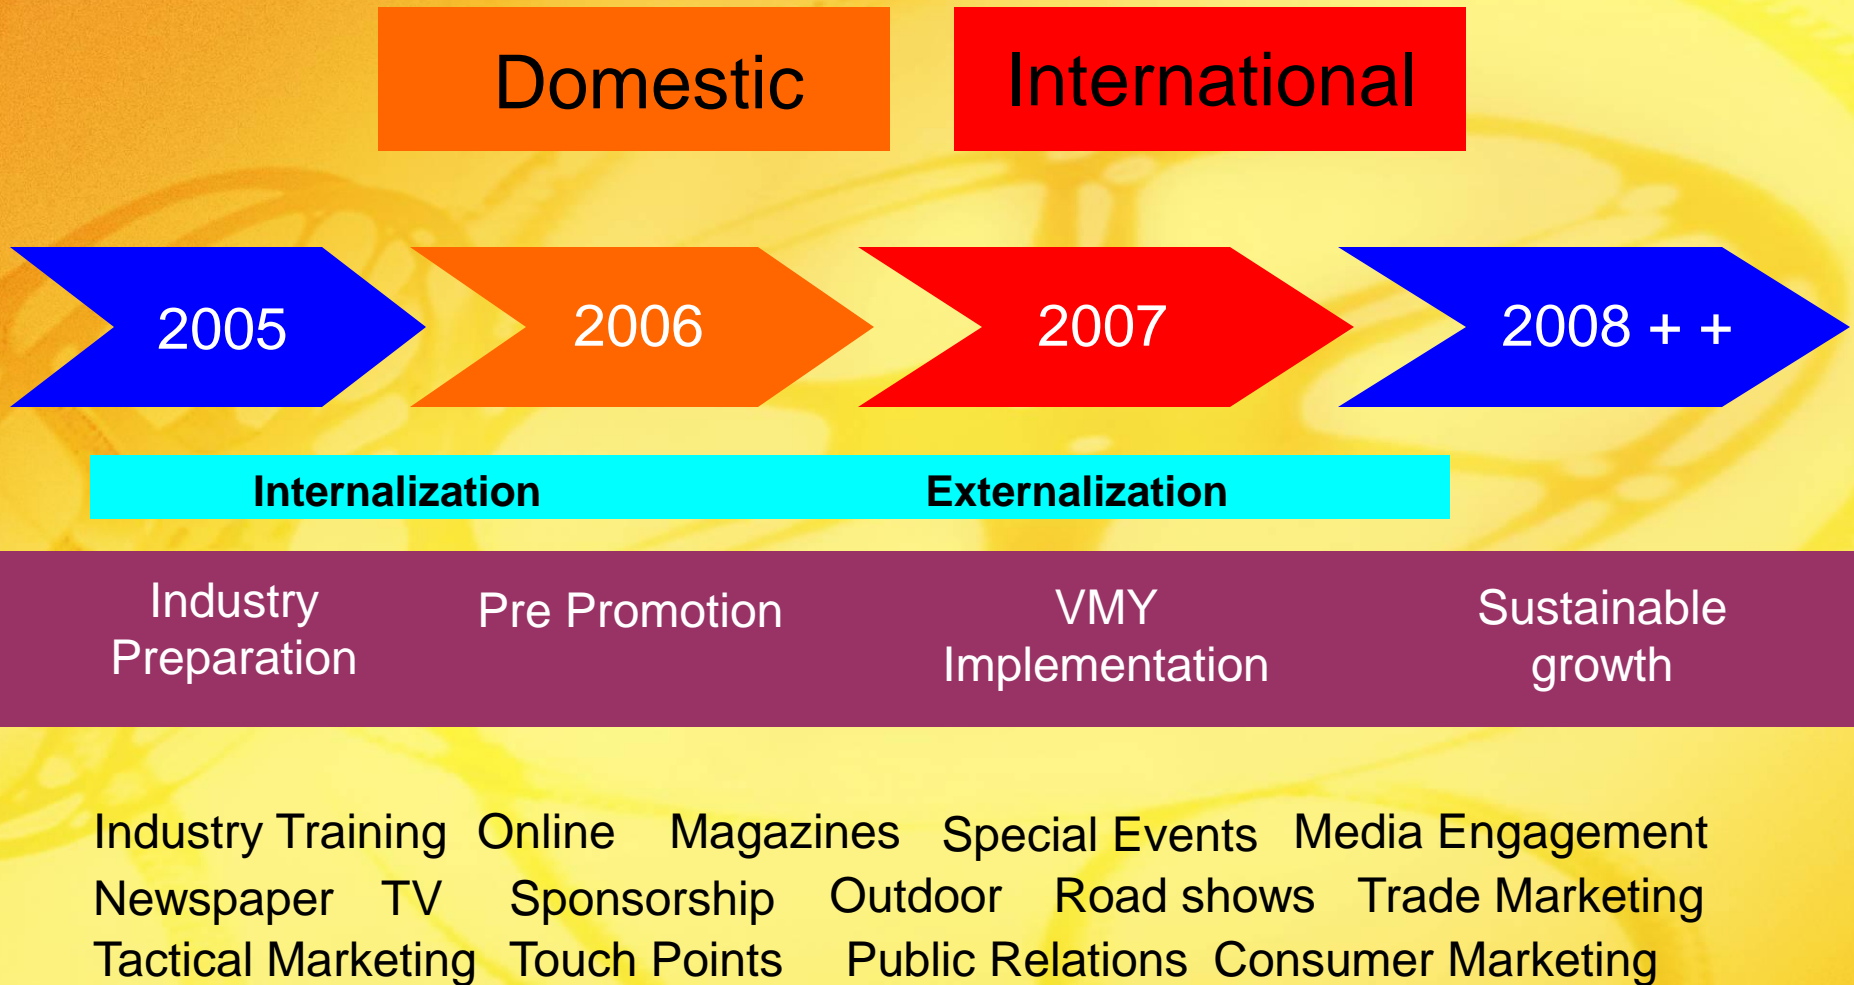 Domestic International
2005 2006 2007 2008 + +
Internalization Externalization
Industry
Preparation
Pre Promotion
VMY
Implementation
Sustainable
growth
Industry Training Online Magazines Special Events Media Engagement
Newspaper TV Sponsorship Outdoor Road shows Trade Marketing
Tactical Marketing Touch Points Public Relations Consumer Marketing